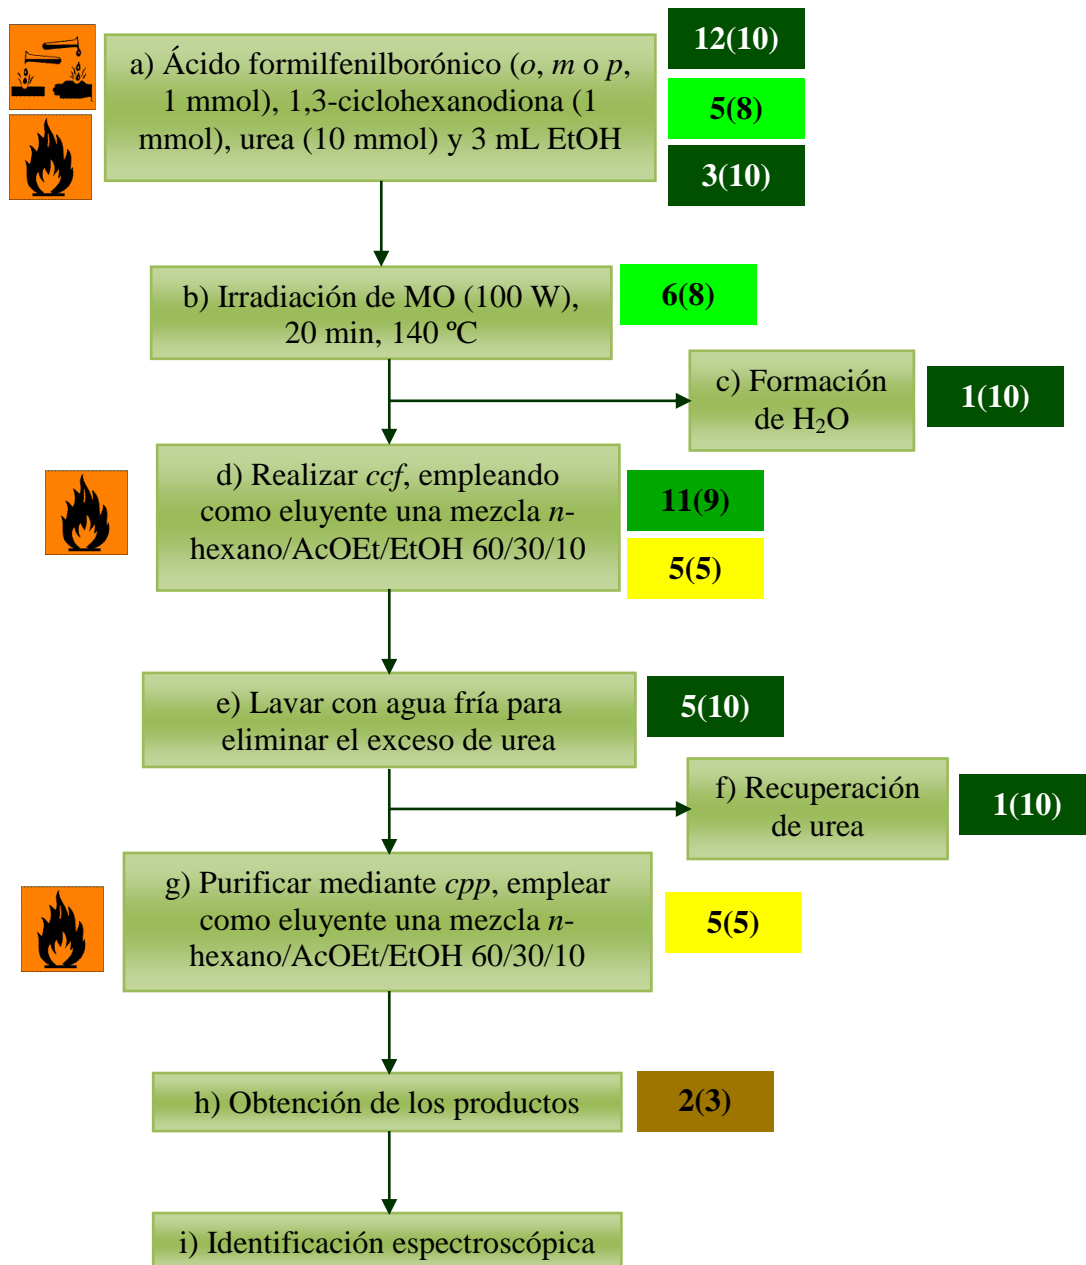 a) Ácido formilfenilborónico (o, m o p,
1 mmol), 1,3-ciclohexanodiona (1
mmol), urea (10 mmol) y 3 mL EtOH
12(10)
5(8)
3(10)
b) Irradiación de MO (100 W),
20 min, 140 ºC
6(8)
c) Formación
de H₂O
1(10)
d) Realizar ccf, empleando
como eluyente una mezcla n-
hexano/AcOEt/EtOH 60/30/10
11(9)
5(5)
e) Lavar con agua fría para
eliminar el exceso de urea
5(10)
f) Recuperación
de urea
1(10)
g) Purificar mediante cpp, emplear
como eluyente una mezcla n-
hexano/AcOEt/EtOH 60/30/10
5(5)
h) Obtención de los productos
2(3)
i) Identificación espectroscópica